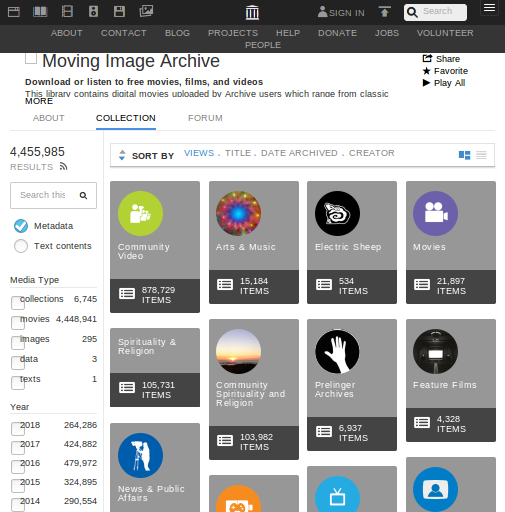 SIGN IN
Search
ABOUT CONTACT BLOG PROJECTS HELP DONATE JOBS VOLUNTEER
PEOPLE
Moving Image Archive
Share
Favorite
Play All
Download or listen to free movies, films, and videos
This library contains digital movies uploaded by Archive users which range from classic
MORE
ABOUT COLLECTION FORUM
4,455,985
RESULTS
SORT BY VIEWS . TITLE . DATE ARCHIVED . CREATOR
Search this
Metadata
Text contents
Media Type
collections 6,745
movies 4,448,941
images 295
data 3
texts 1
Year
2018 264,286
2017 424,882
2016 479,972
2015 324,895
2014 290,554
Community
Video
878,729
ITEMS
Arts & Music
15,184
ITEMS
Electric Sheep
534
ITEMS
Movies
21,897
ITEMS
Spirituality &
Religion
105,731
ITEMS
Community
Spirituality and
Religion
103,982
ITEMS
Prelinger
Archives
6,937
ITEMS
Feature Films
4,328
ITEMS
News & Public
Affairs